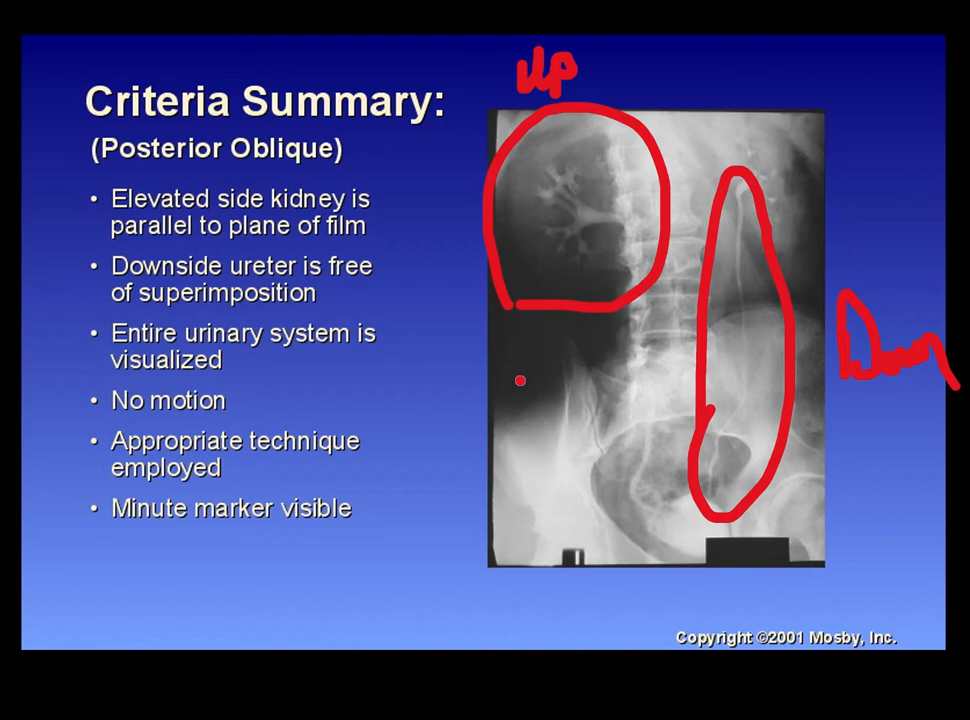 Up
Criteria Summary:
(Posterior Oblique)
• Elevated side kidney is
parallel to plane of film
• Downside ureter is free
of superimposition
• Entire urinary system is
visualized
• No motion
• Appropriate technique
employed
• Minute marker visible
Down
Copyright ©2001 Mosby, Inc.